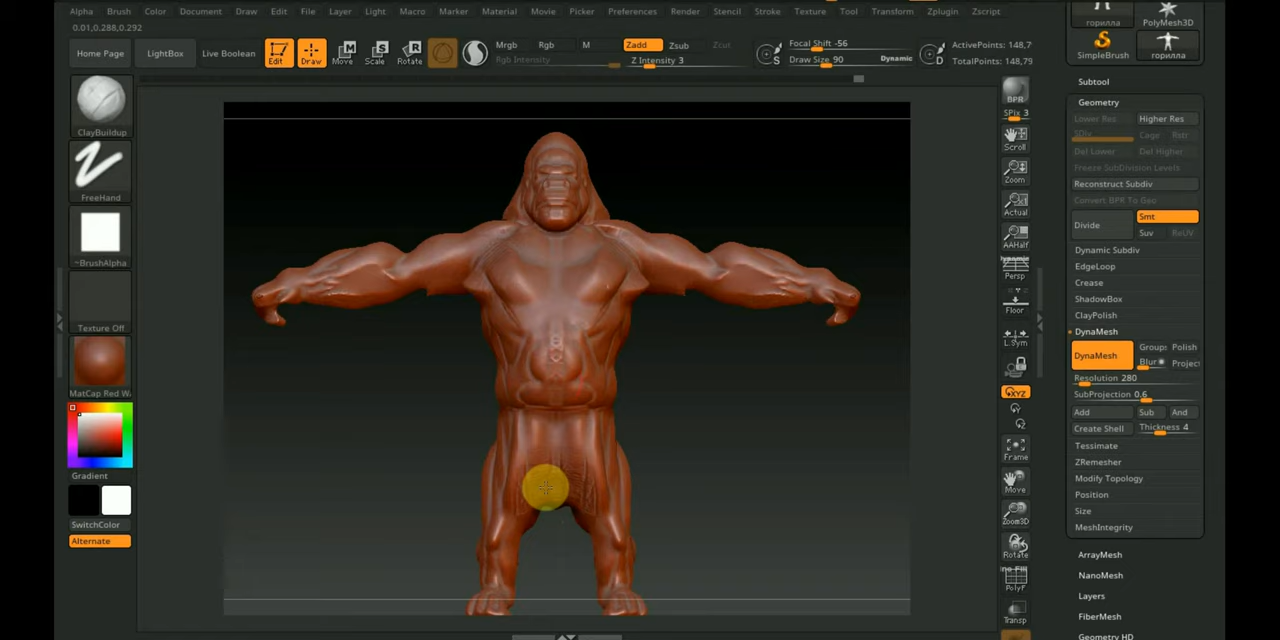 Alpha Brush Color Document Draw Edit File Layer Light Macro Marker Material Movie Picker Preferences Render Stencil Stroke Texture Tool Transform Zplugin Zscript
0.01,0.288,0.292
Home Page LightBox Live Boolean Edit Draw Move Scale Rotate
Mrgb Rgb M Zadd Zsub Zcut
Rgb Intensity Z Intensity 3
Focal Shift -56
Draw Size 90 Dynamic
ActivePoints: 148,7
TotalPoints: 148,79
ClayBuildup
FreeHand
~BrushAlpha
Texture Off
MatCap Red W
Gradient
SwitchColor
Alternate
BPR
SPix 3
Scroll
Zoom
Actual
AAHalf
Dynamic
Persp
Floor
L.Sym
XYZ
Frame
Move
Zoom3D
Rotate
PolyF
Transp
горилла PolyMesh3D
SimpleBrush горилла
Subtool
Geometry
Lower Res Higher Res
SDiv Cage Rstr
Del Lower Del Higher
Freeze SubDivision Levels
Reconstruct Subdiv
Convert BPR To Geo
Divide Smt
Suv ReUV
Dynamic Subdiv
EdgeLoop
Crease
ShadowBox
ClayPolish
DynaMesh
DynaMesh Groups Polish
Blur Project
Resolution 280
SubProjection 0.6
Add Sub And
Create Shell Thickness 4
Tessimate
ZRemesher
Modify Topology
Position
Size
MeshIntegrity
ArrayMesh
NanoMesh
Layers
FiberMesh
Geometry HD